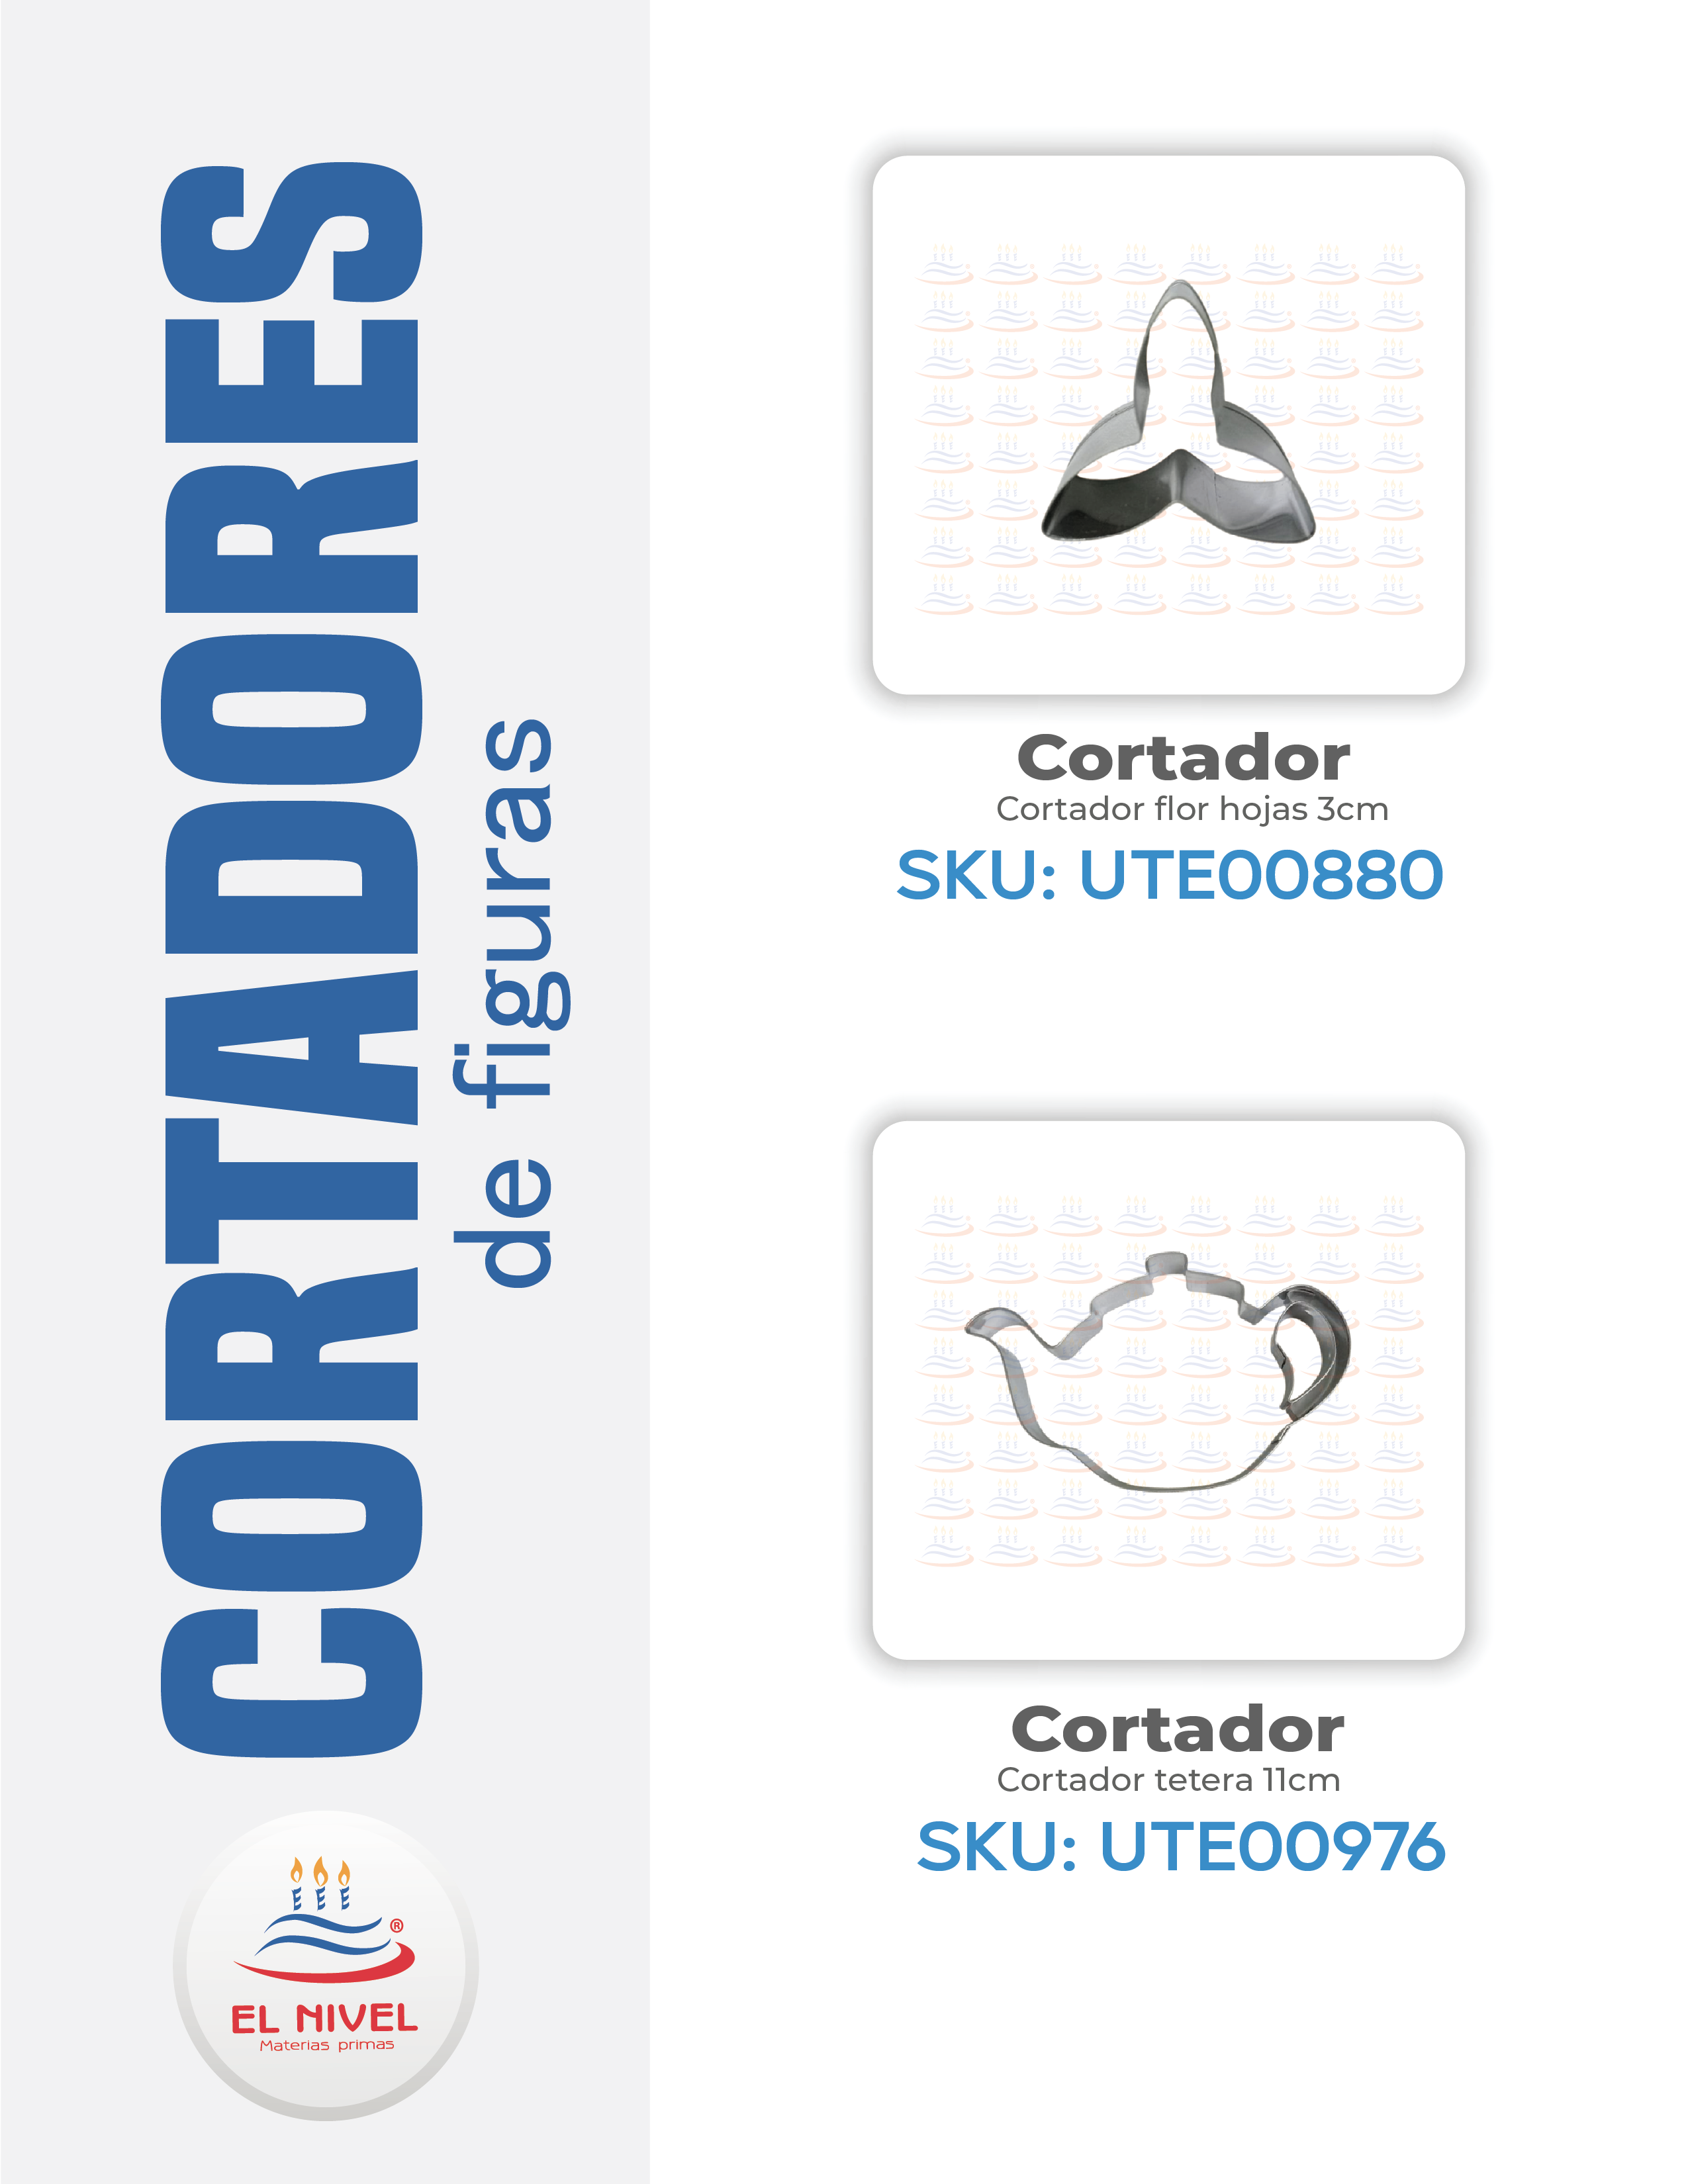 CORTADORES
de figuras
®
EL NIVEL
Materias primas
Cortador
Cortador flor hojas 3cm
SKU: UTE00880
Cortador
Cortador tetera 11cm
SKU: UTE00976